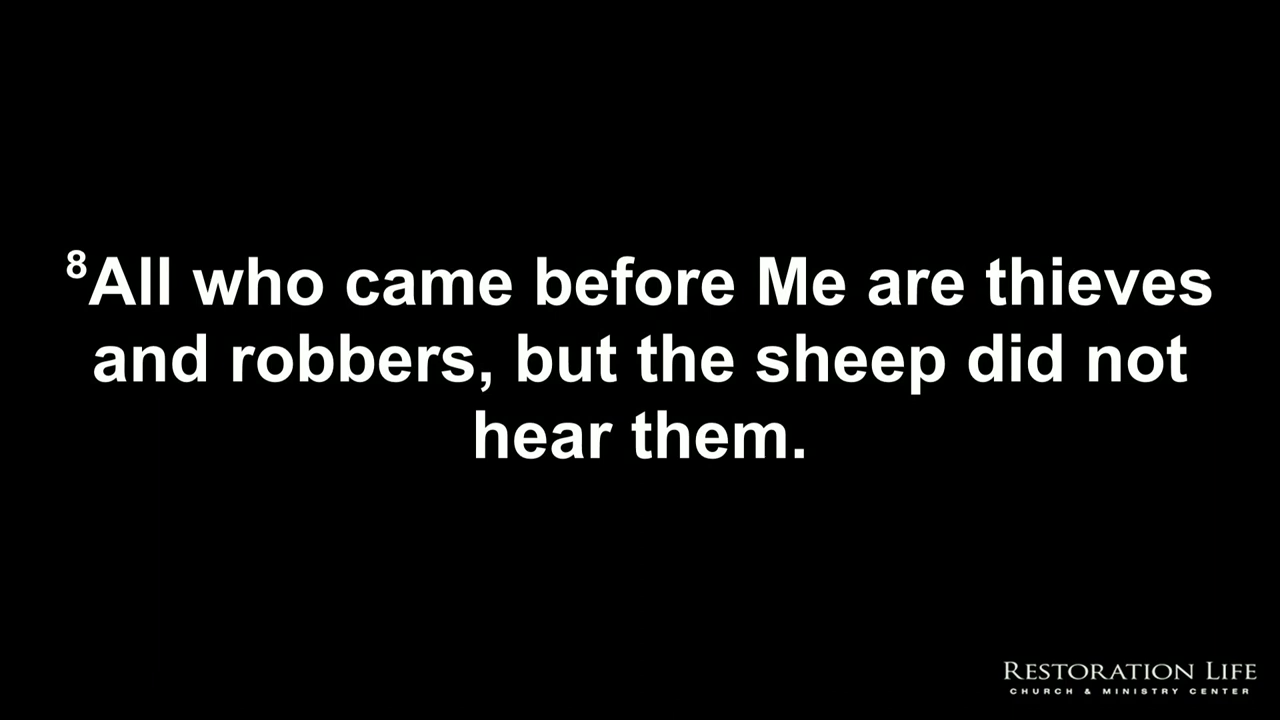 ⁸All who came before Me are thieves
and robbers, but the sheep did not
hear them.
RESTORATION LIFE
CHURCH & MINISTRY CENTER